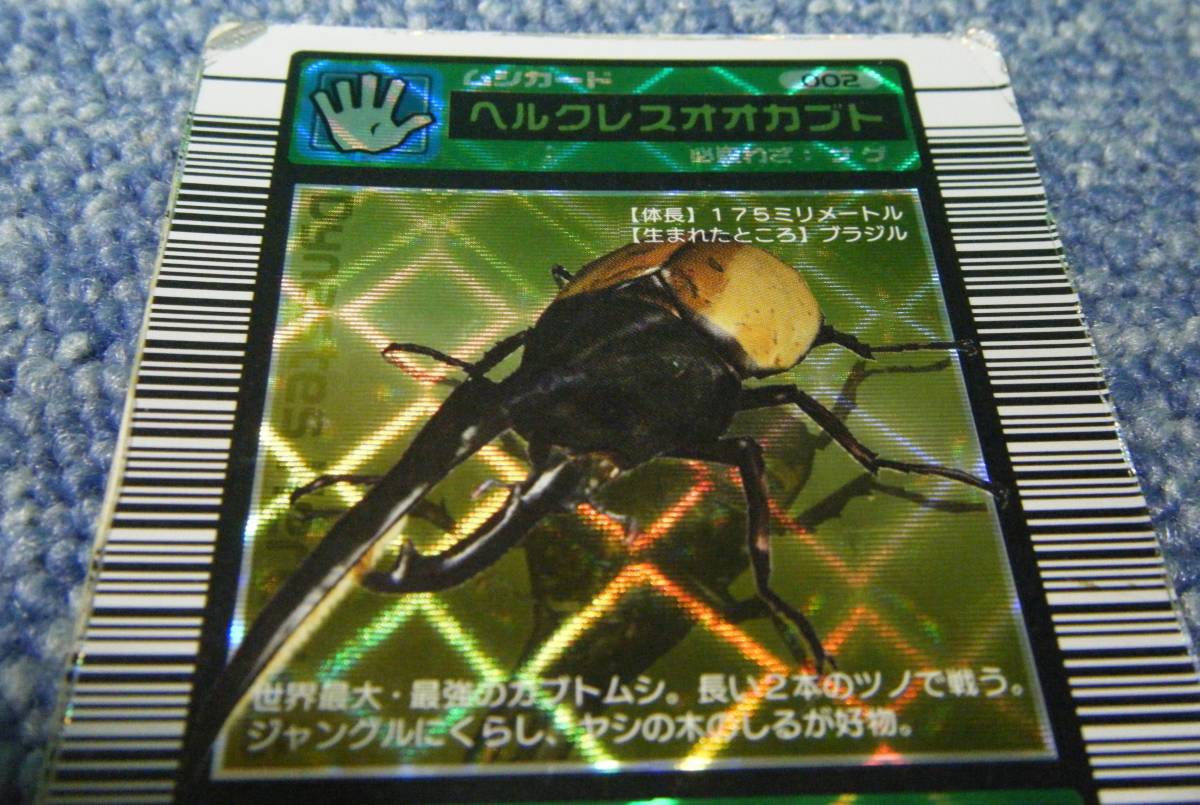 ムシカード 002
ヘルクレスオオカブト
必殺わざ：ナゲ
【体長】175ミリメートル
【生まれたところ】ブラジル
世界最大・最強のカブトムシ。長い2本のツノで戦う。
ジャングルにくらし、ヤシの木のしるが好物。